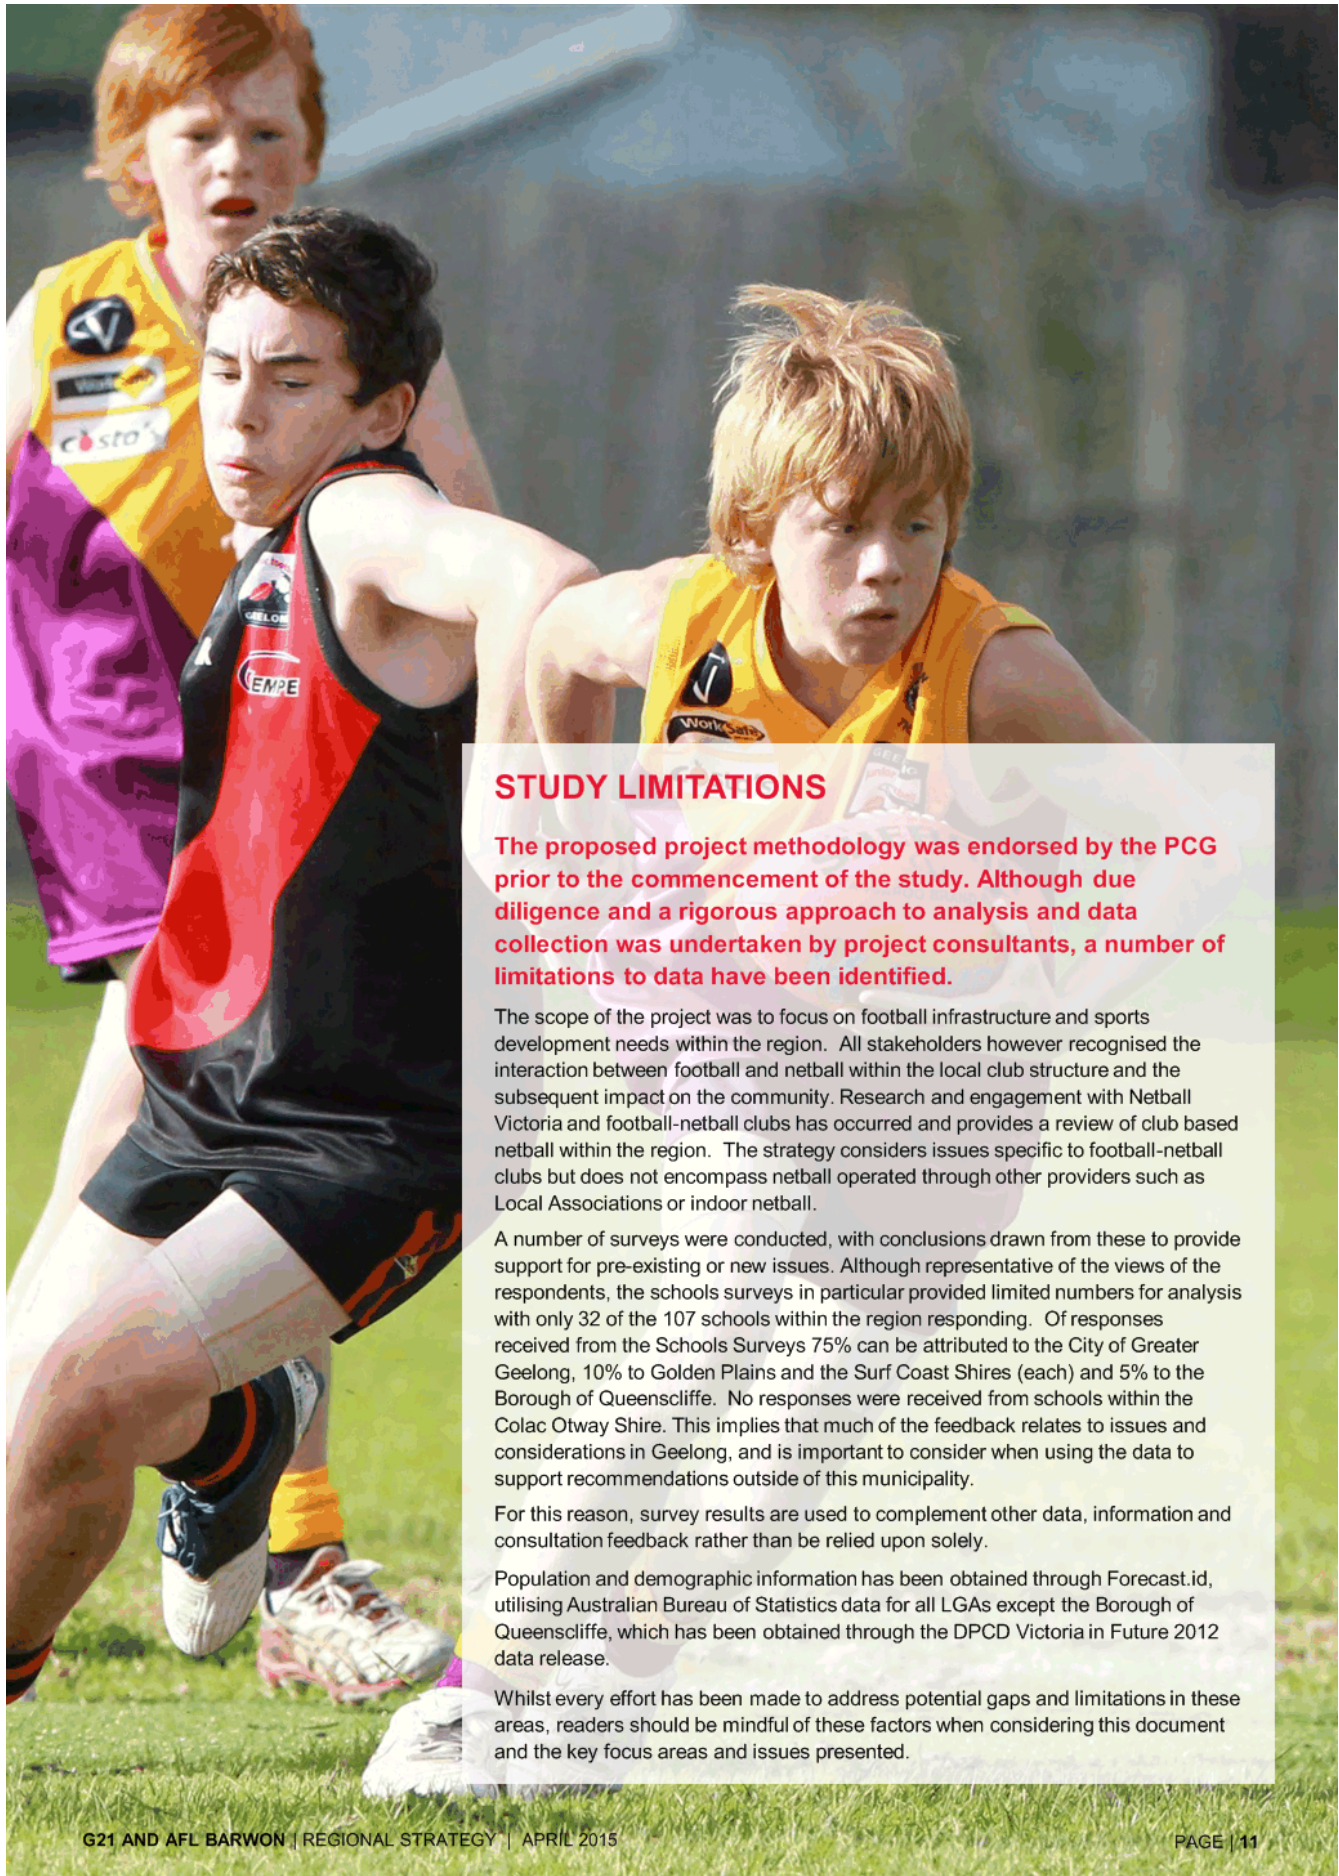 WorkSafe
costa's
GEELONG
KEMPE
WorkSafe
STUDY LIMITATIONS
The proposed project methodology was endorsed by the PCG
prior to the commencement of the study. Although due
diligence and a rigorous approach to analysis and data
collection was undertaken by project consultants, a number of
limitations to data have been identified.
The scope of the project was to focus on football infrastructure and sports
development needs within the region.  All stakeholders however recognised the
interaction between football and netball within the local club structure and the
subsequent impact on the community. Research and engagement with Netball
Victoria and football-netball clubs has occurred and provides a review of club based
netball within the region.  The strategy considers issues specific to football-netball
clubs but does not encompass netball operated through other providers such as
Local Associations or indoor netball.
A number of surveys were conducted, with conclusions drawn from these to provide
support for pre-existing or new issues. Although representative of the views of the
respondents, the schools surveys in particular provided limited numbers for analysis
with only 32 of the 107 schools within the region responding.  Of responses
received from the Schools Surveys 75% can be attributed to the City of Greater
Geelong, 10% to Golden Plains and the Surf Coast Shires (each) and 5% to the
Borough of Queenscliffe.  No responses were received from schools within the
Colac Otway Shire. This implies that much of the feedback relates to issues and
considerations in Geelong, and is important to consider when using the data to
support recommendations outside of this municipality.
For this reason, survey results are used to complement other data, information and
consultation feedback rather than be relied upon solely.
Population and demographic information has been obtained through Forecast.id,
utilising Australian Bureau of Statistics data for all LGAs except the Borough of
Queenscliffe, which has been obtained through the DPCD Victoria in Future 2012
data release.
Whilst every effort has been made to address potential gaps and limitations in these
areas, readers should be mindful of these factors when considering this document
and the key focus areas and issues presented.
G21 AND AFL BARWON | REGIONAL STRATEGY | APRIL 2015
PAGE | 11